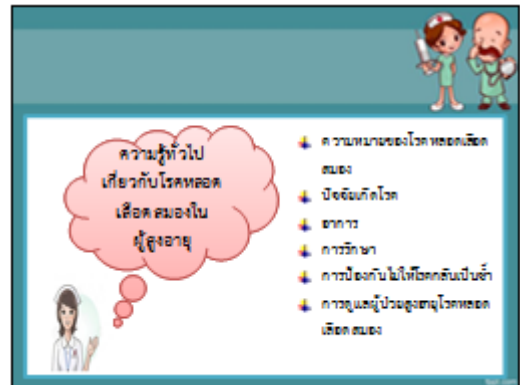 ความรู้ทั่วไป
เกี่ยวกับโรคหลอด
เลือดสมองใน
ผู้สูงอายุ
ความหมายของโรคหลอดเลือด
สมอง
ปัจจัยเกิดโรค
อาการ
การรักษา
การป้องกันไม่ให้โรคกลับเป็นซ้ำ
การดูแลผู้ป่วยสูงอายุโรคหลอด
เลือดสมอง